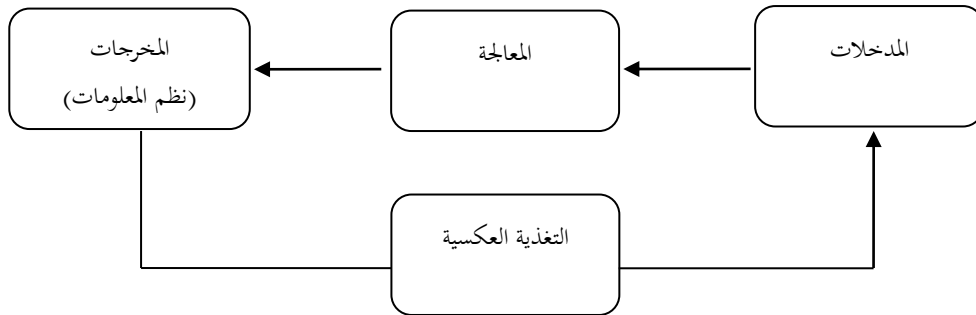 المدخلات
المعالجة
المخرجات
(نظم المعلومات)
التغذية العكسية